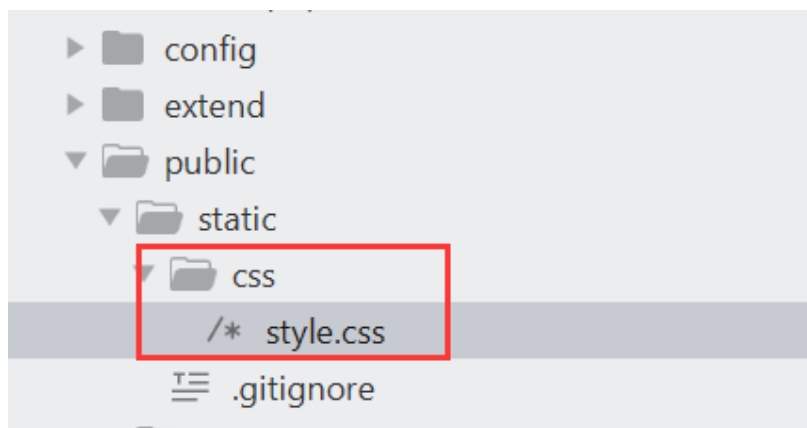 config
extend
public
static
css
/* style.css
.gitignore